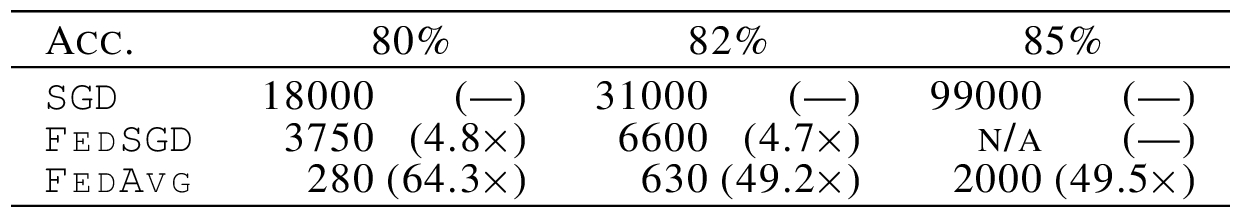 ACC. 80% 82% 85%
SGD 18000 (—) 31000 (—) 99000 (—)
FEDSGD 3750 (4.8×) 6600 (4.7×) N/A (—)
FEDAVG 280 (64.3×) 630 (49.2×) 2000 (49.5×)